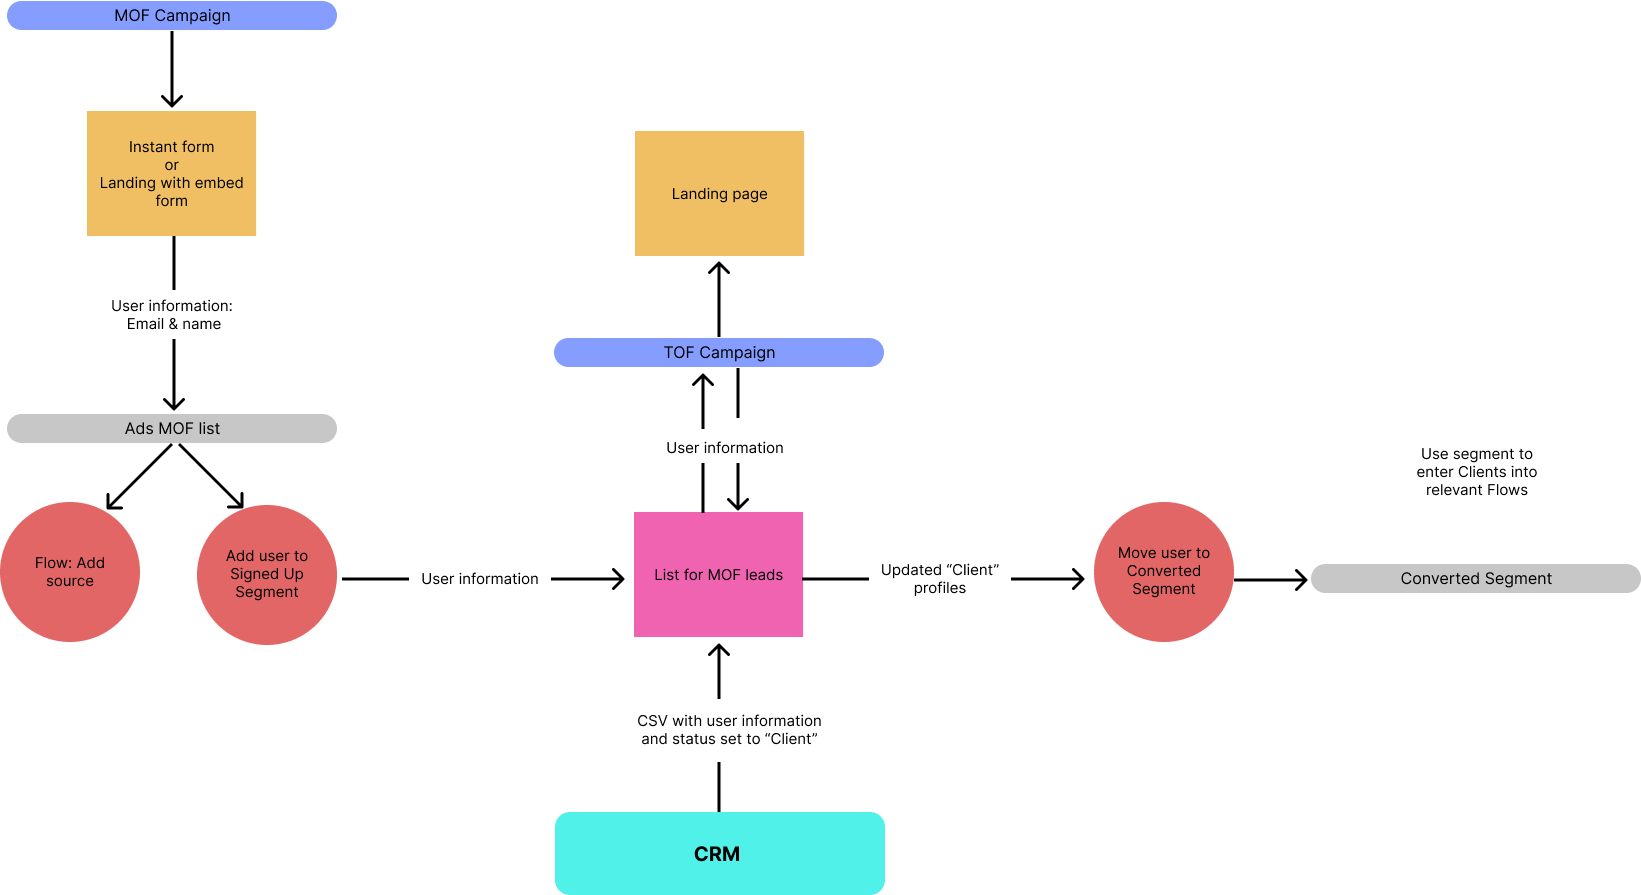 MOF Campaign
Instant form
or
Landing with embed
form
User information:
Email & name
Ads MOF list
Flow: Add
source
Add user to
Signed Up
Segment
User information
Landing page
TOF Campaign
User information
List for MOF leads
CSV with user information
and status set to “Client”
CRM
Updated “Client”
profiles
Move user to
Converted
Segment
Use segment to
enter Clients into
relevant Flows
Converted Segment